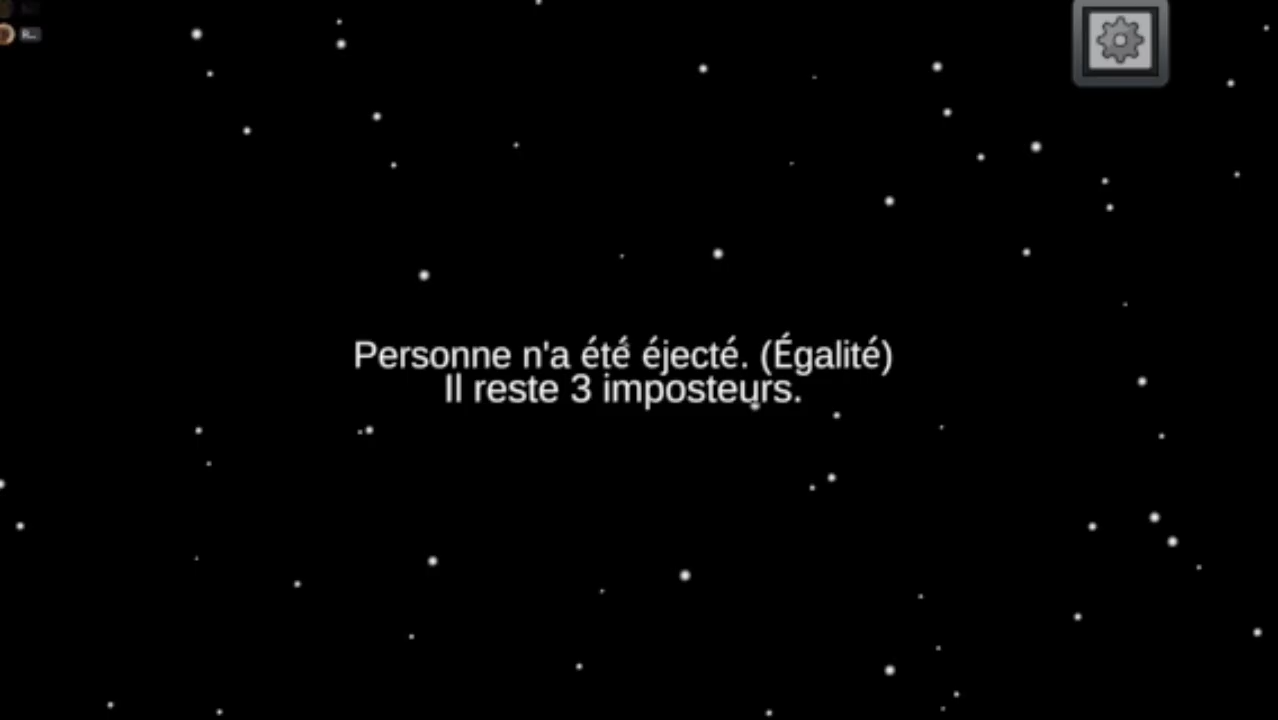 Personne n'a été éjecté. (Égalité)
Il reste 3 imposteurs.